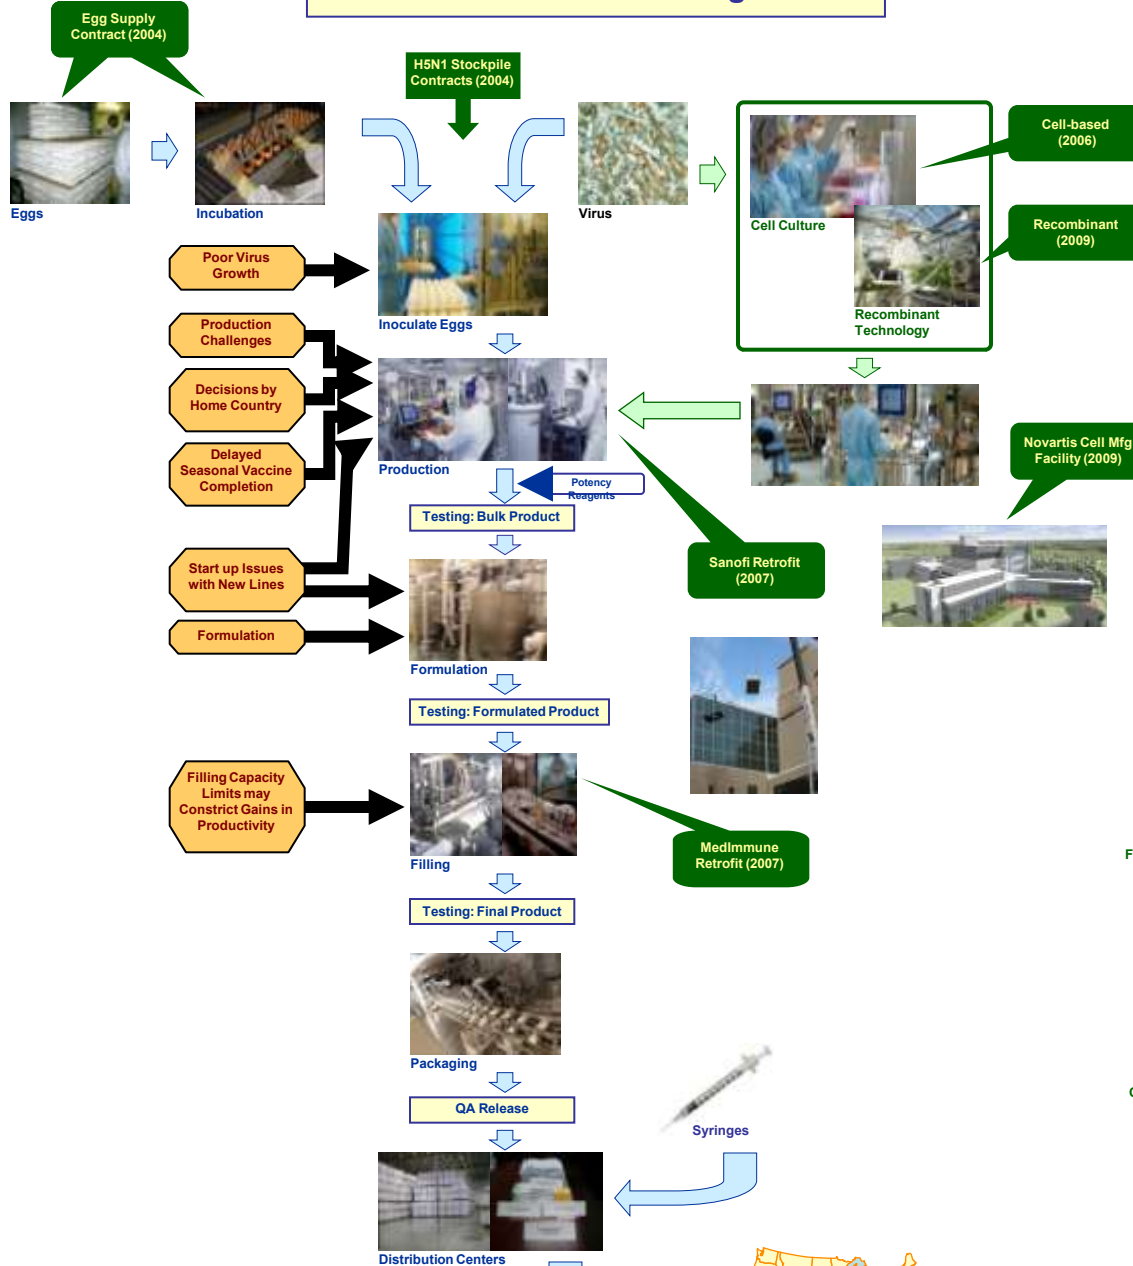 Egg Supply
Contract (2004)
H5N1 Stockpile
Contracts (2004)
Cell-based
(2006)
Eggs
Incubation
Virus
Cell Culture
Recombinant
(2009)
Recombinant
Technology
Poor Virus
Growth
Inoculate Eggs
Production
Challenges
Decisions by
Home Country
Delayed
Seasonal Vaccine
Completion
Production
Potency
Reagents
Testing: Bulk Product
Novartis Cell Mfg
Facility (2009)
Sanofi Retrofit
(2007)
Start up Issues
with New Lines
Formulation
Formulation
Testing: Formulated Product
Filling Capacity
Limits may
Constrict Gains in
Productivity
Filling
MedImmune
Retrofit (2007)
Testing: Final Product
Packaging
QA Release
Syringes
Distribution Centers